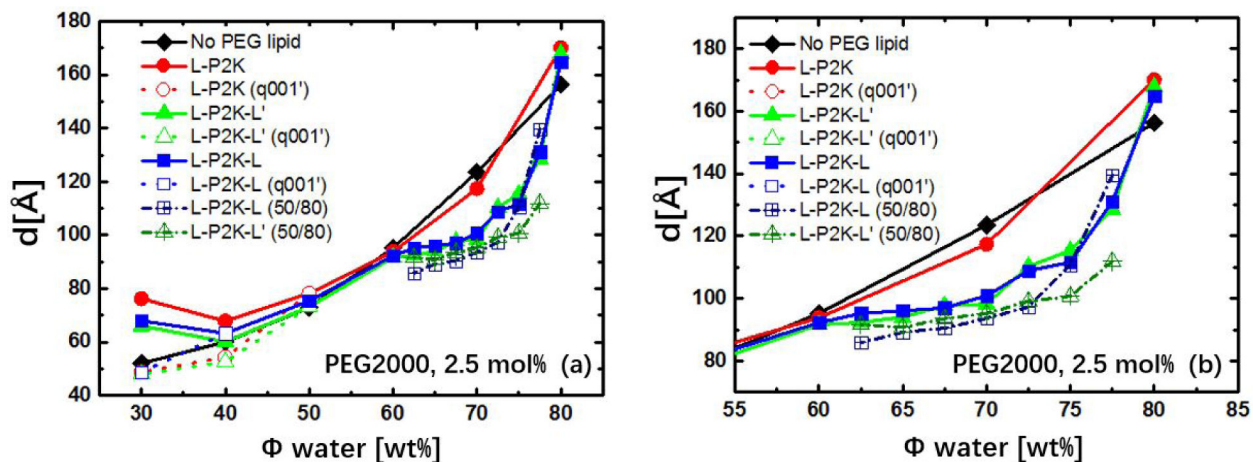 180
160
140
120
100
80
60
40
d[Å]
No PEG lipid
L-P2K
L-P2K (q001')
L-P2K-L'
L-P2K-L' (q001')
L-P2K-L
L-P2K-L (q001')
L-P2K-L (50/80)
L-P2K-L' (50/80)
PEG2000, 2.5 mol% (a)
30 40 50 60 70 80
Φ water [wt%]
180
160
140
120
100
80
d[Å]
No PEG lipid
L-P2K
L-P2K (q001')
L-P2K-L'
L-P2K-L' (q001')
L-P2K-L
L-P2K-L (q001')
L-P2K-L (50/80)
L-P2K-L' (50/80)
PEG2000, 2.5 mol% (b)
55 60 65 70 75 80 85
Φ water [wt%]